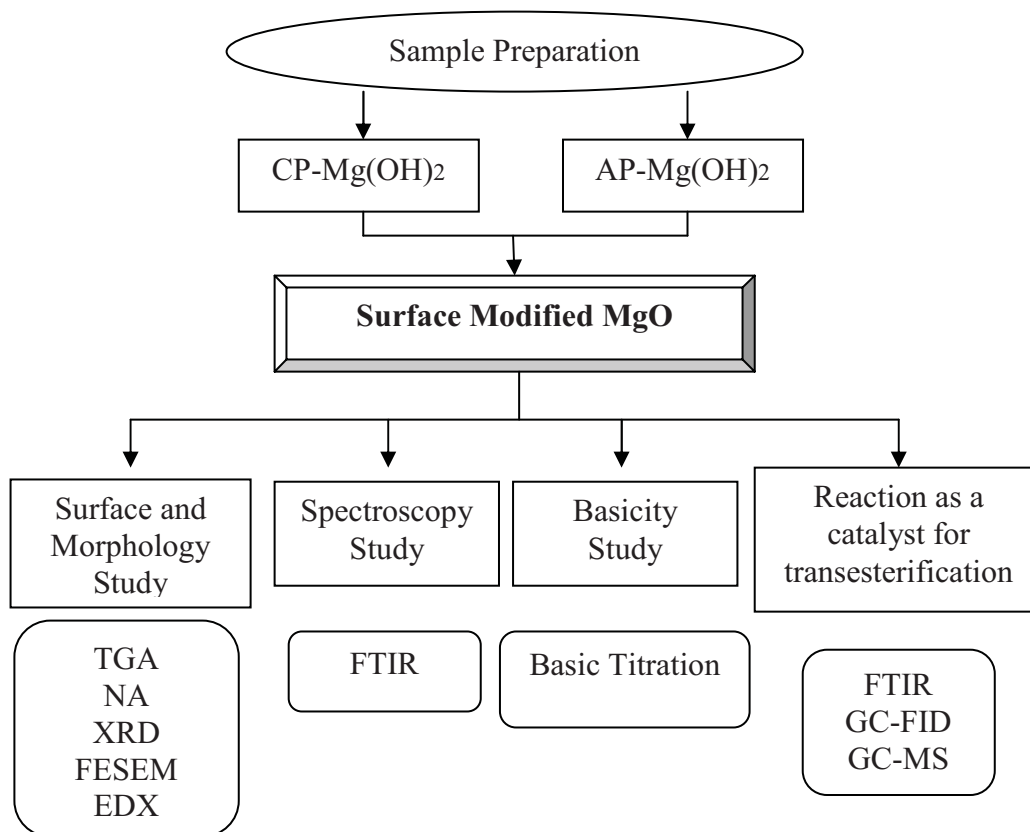 Sample Preparation
CP-Mg(OH)2
AP-Mg(OH)2
Surface Modified MgO
Surface and
Morphology
Study
Spectroscopy
Study
Basicity
Study
Reaction as a
catalyst for
transesterification
TGA
NA
XRD
FESEM
EDX
FTIR
Basic Titration
FTIR
GC-FID
GC-MS